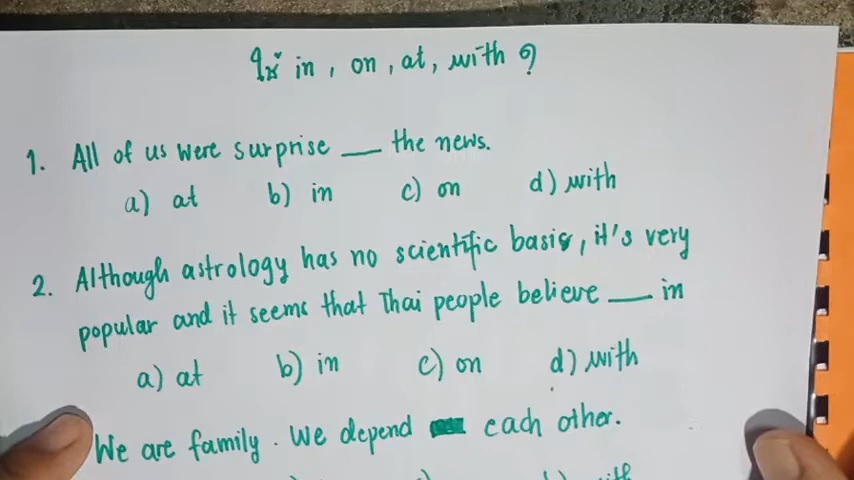 ใช้ in, on, at, with ?
1. All of us were surprise ___ the news.
a) at b) in c) on d) with
2. Although astrology has no scientific basis, it's very
popular and it seems that Thai people believe ___ in
a) at b) in c) on d) with
We are family. We depend each other.
with